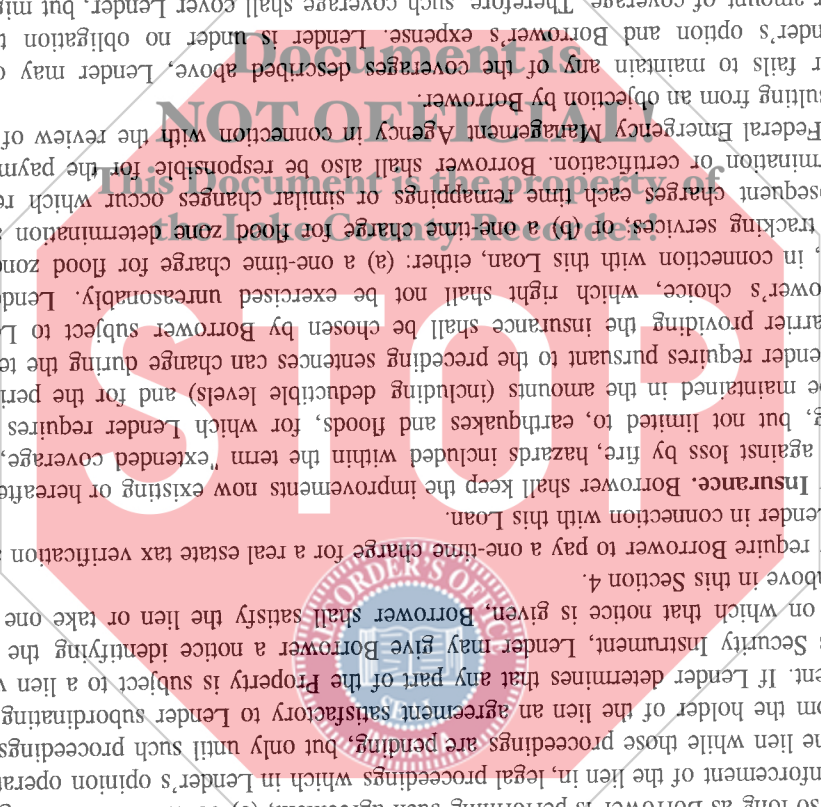 so long as Borrower is performing such agreement;
nforcement of the lien in, legal proceedings which in Lender's opinion operat
ne lien while those proceedings are pending, but only until such proceedings
om the holder of the lien an agreement satisfactory to Lender subordinating
ent. If Lender determines that any part of the Property is subject to a lien
s Security Instrument, Lender may give Borrower a notice identifying the
on which that notice is given, Borrower shall satisfy the lien or take one
above in this Section 4.
require Borrower to pay a one-time charge for a real estate tax verification
Lender in connection with this Loan.
Insurance. Borrower shall keep the improvements now existing or hereafte
against loss by fire, hazards included within the term "extended coverage,
g, but not limited to, earthquakes and floods, for which Lender requires
be maintained in the amounts (including deductible levels) and for the peri
ender requires pursuant to the preceding sentences can change during the te
arrier providing the insurance shall be chosen by Borrower subject to L
ower's choice, which right shall not be exercised unreasonably. Lend
, in connection with this Loan, either: (a) a one-time charge for flood zon
tracking services; or (b) a one-time charge for flood zone determination
sequent charges each time remappings or similar changes occur which re
mination or certification. Borrower shall also be responsible for the paym
Federal Emergency Management Agency in connection with the review of
sulting from an objection by Borrower.
r fails to maintain any of the coverages described above, Lender may o
nder's option and Borrower's expense. Lender is under no obligation t
r amount of coverage. Therefore, such coverage shall cover Lender, but mig
Document is
NOT OFFICIAL!
This Document is the property of
the Lake County Recorder!
STOP
RECORDER'S OFFICE